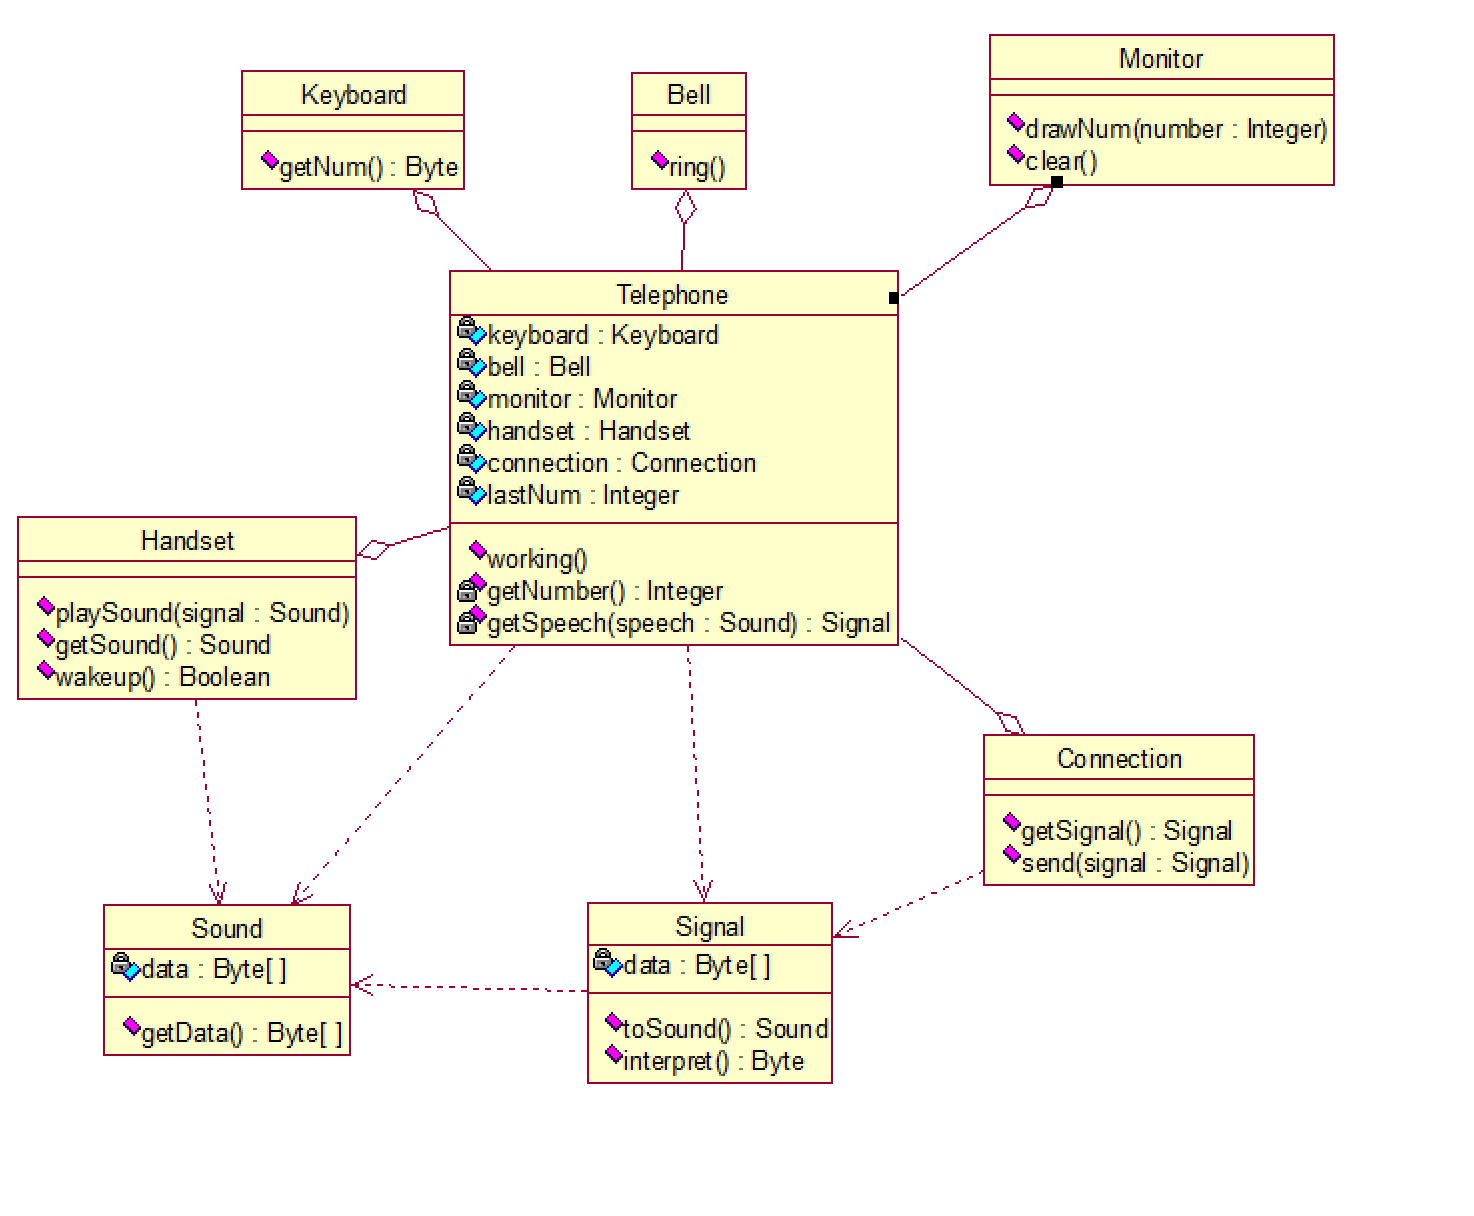 Keyboard
getNum() : Byte
Bell
ring()
Monitor
drawNum(number : Integer)
clear()
Telephone
keyboard : Keyboard
bell : Bell
monitor : Monitor
handset : Handset
connection : Connection
lastNum : Integer
working()
getNumber() : Integer
getSpeech(speech : Sound) : Signal
Handset
playSound(signal : Sound)
getSound() : Sound
wakeup() : Boolean
Connection
getSignal() : Signal
send(signal : Signal)
Sound
data : Byte[ ]
getData() : Byte[ ]
Signal
data : Byte[ ]
toSound() : Sound
interpret() : Byte